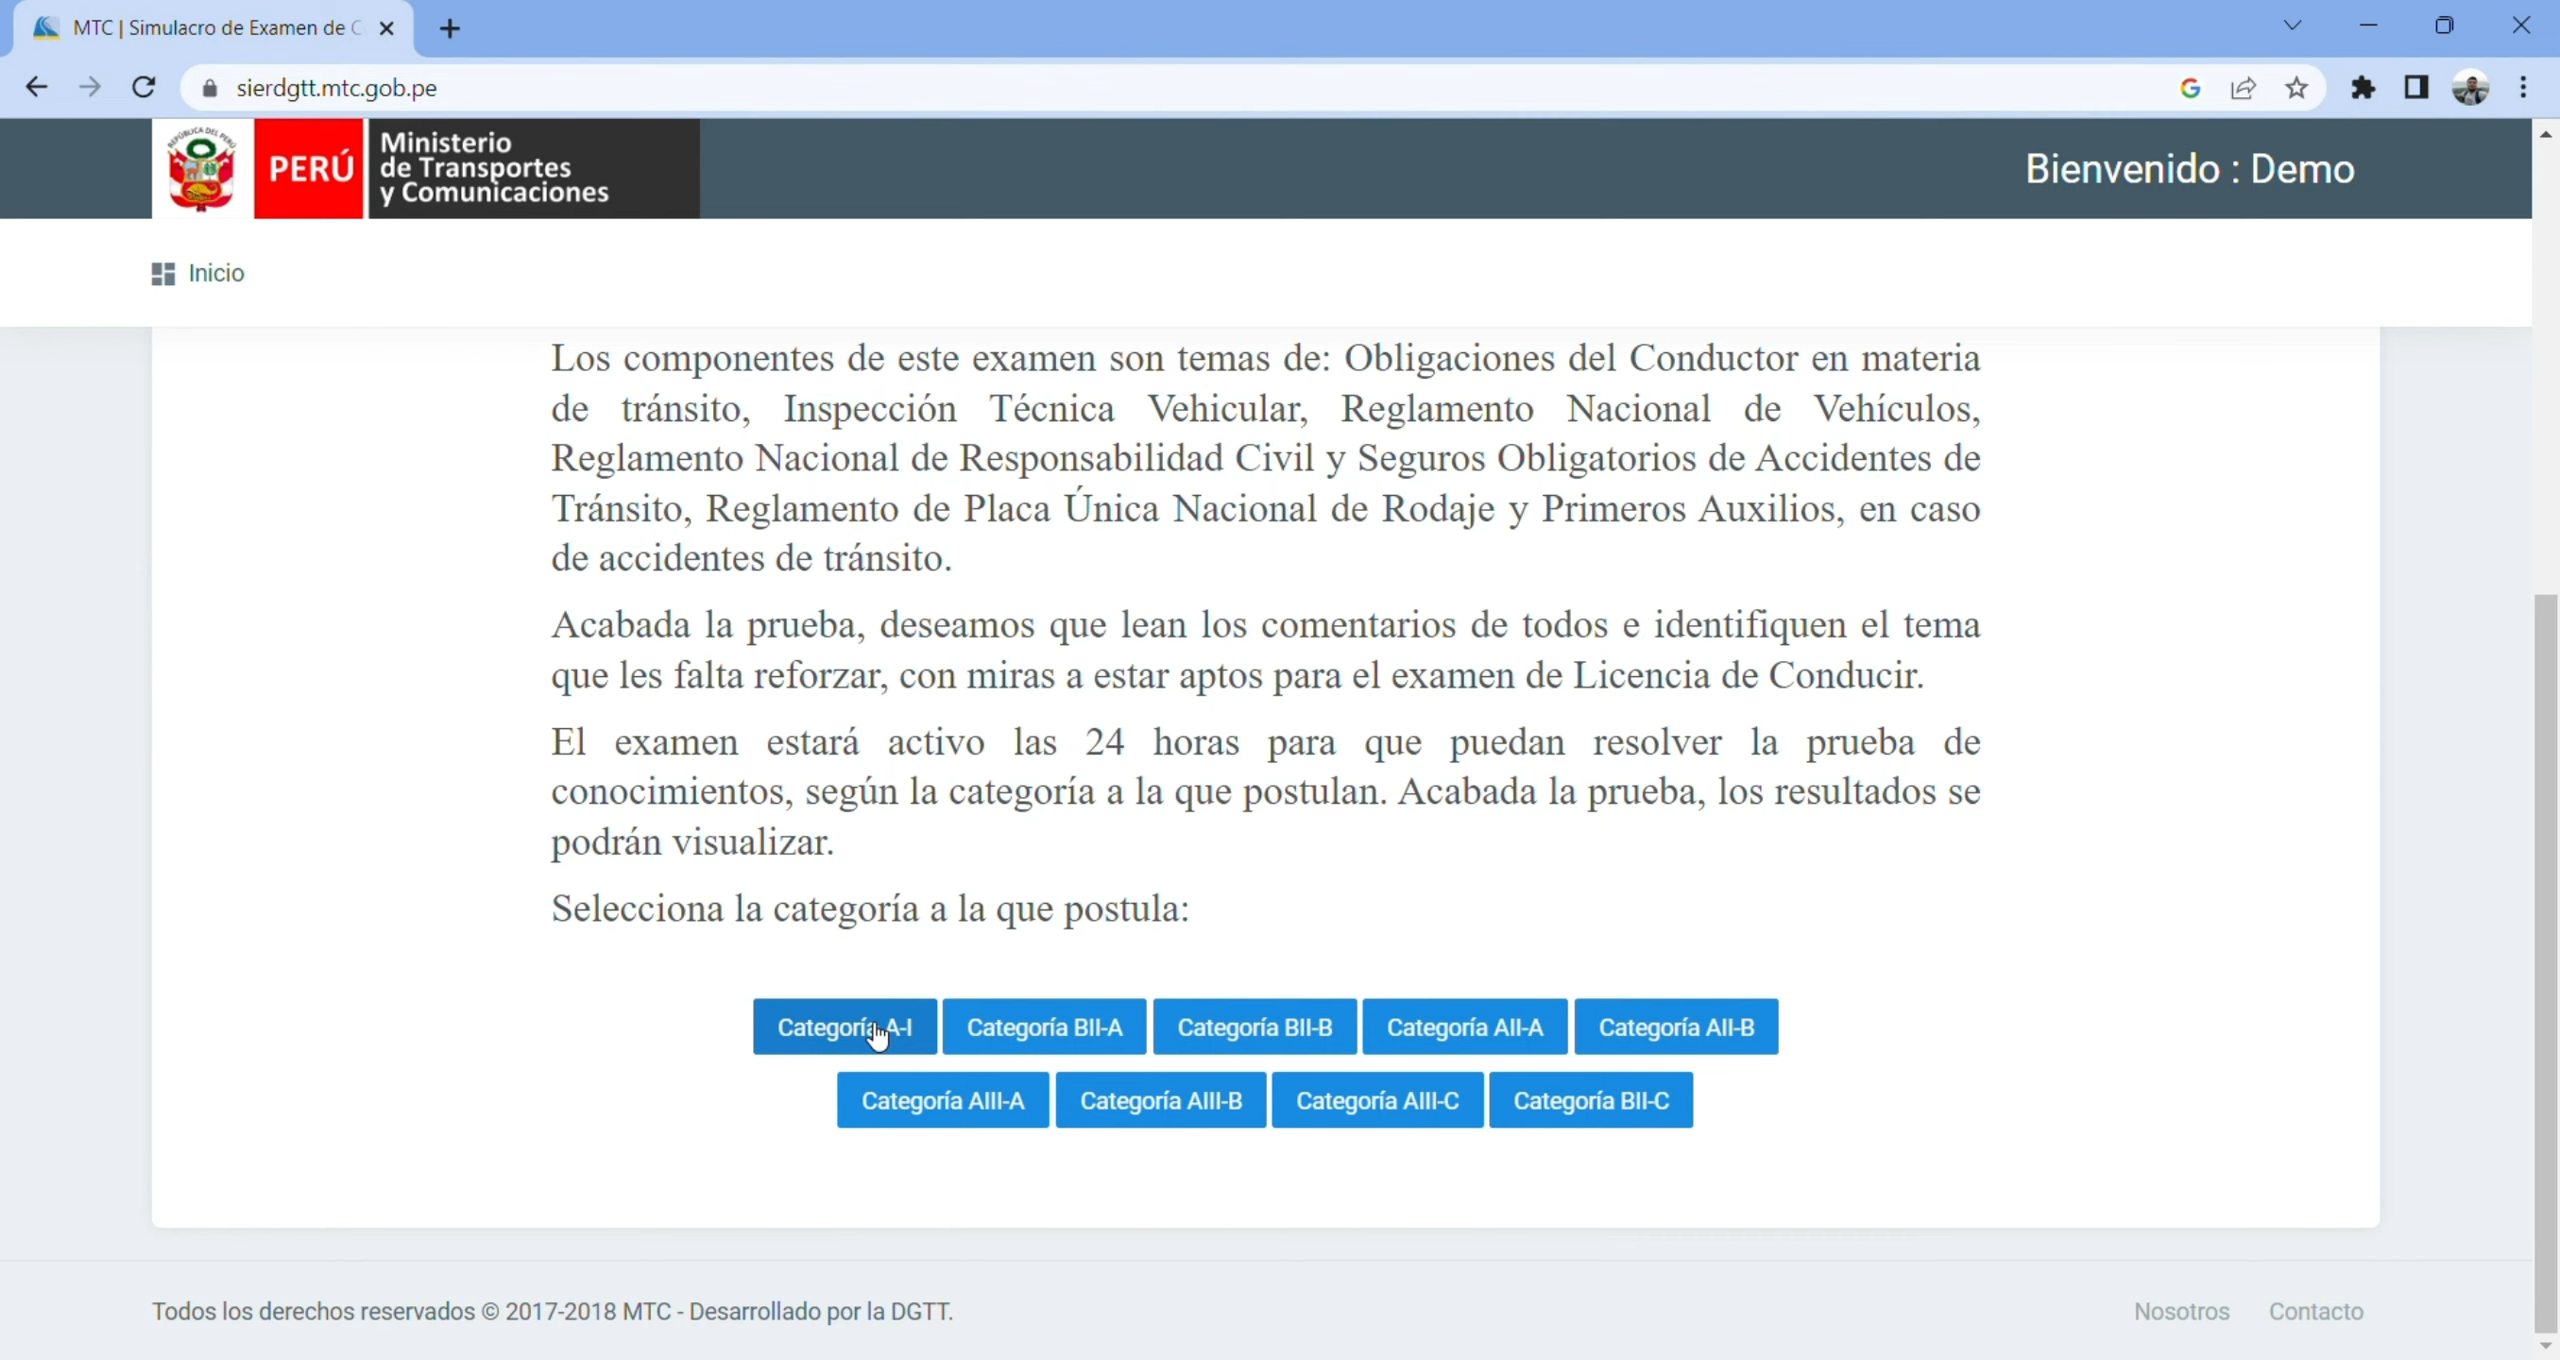 MTC | Simulacro de Examen de
sierdgtt.mtc.gob.pe
REPÚBLICA DEL PERÚ
PERÚ
Ministerio
de Transportes
y Comunicaciones
Bienvenido : Demo
Inicio
Los componentes de este examen son temas de: Obligaciones del Conductor en materia
de tránsito, Inspección Técnica Vehicular, Reglamento Nacional de Vehículos,
Reglamento Nacional de Responsabilidad Civil y Seguros Obligatorios de Accidentes de
Tránsito, Reglamento de Placa Única Nacional de Rodaje y Primeros Auxilios, en caso
de accidentes de tránsito.
Acabada la prueba, deseamos que lean los comentarios de todos e identifiquen el tema
que les falta reforzar, con miras a estar aptos para el examen de Licencia de Conducir.
El examen estará activo las 24 horas para que puedan resolver la prueba de
conocimientos, según la categoría a la que postulan. Acabada la prueba, los resultados se
podrán visualizar.
Selecciona la categoría a la que postula:
Categoría A-I Categoría BII-A Categoría BII-B Categoría AII-A Categoría AII-B
Categoría AIII-A Categoría AIII-B Categoría AIII-C Categoría BII-C
Todos los derechos reservados © 2017-2018 MTC - Desarrollado por la DGTT.
Nosotros Contacto